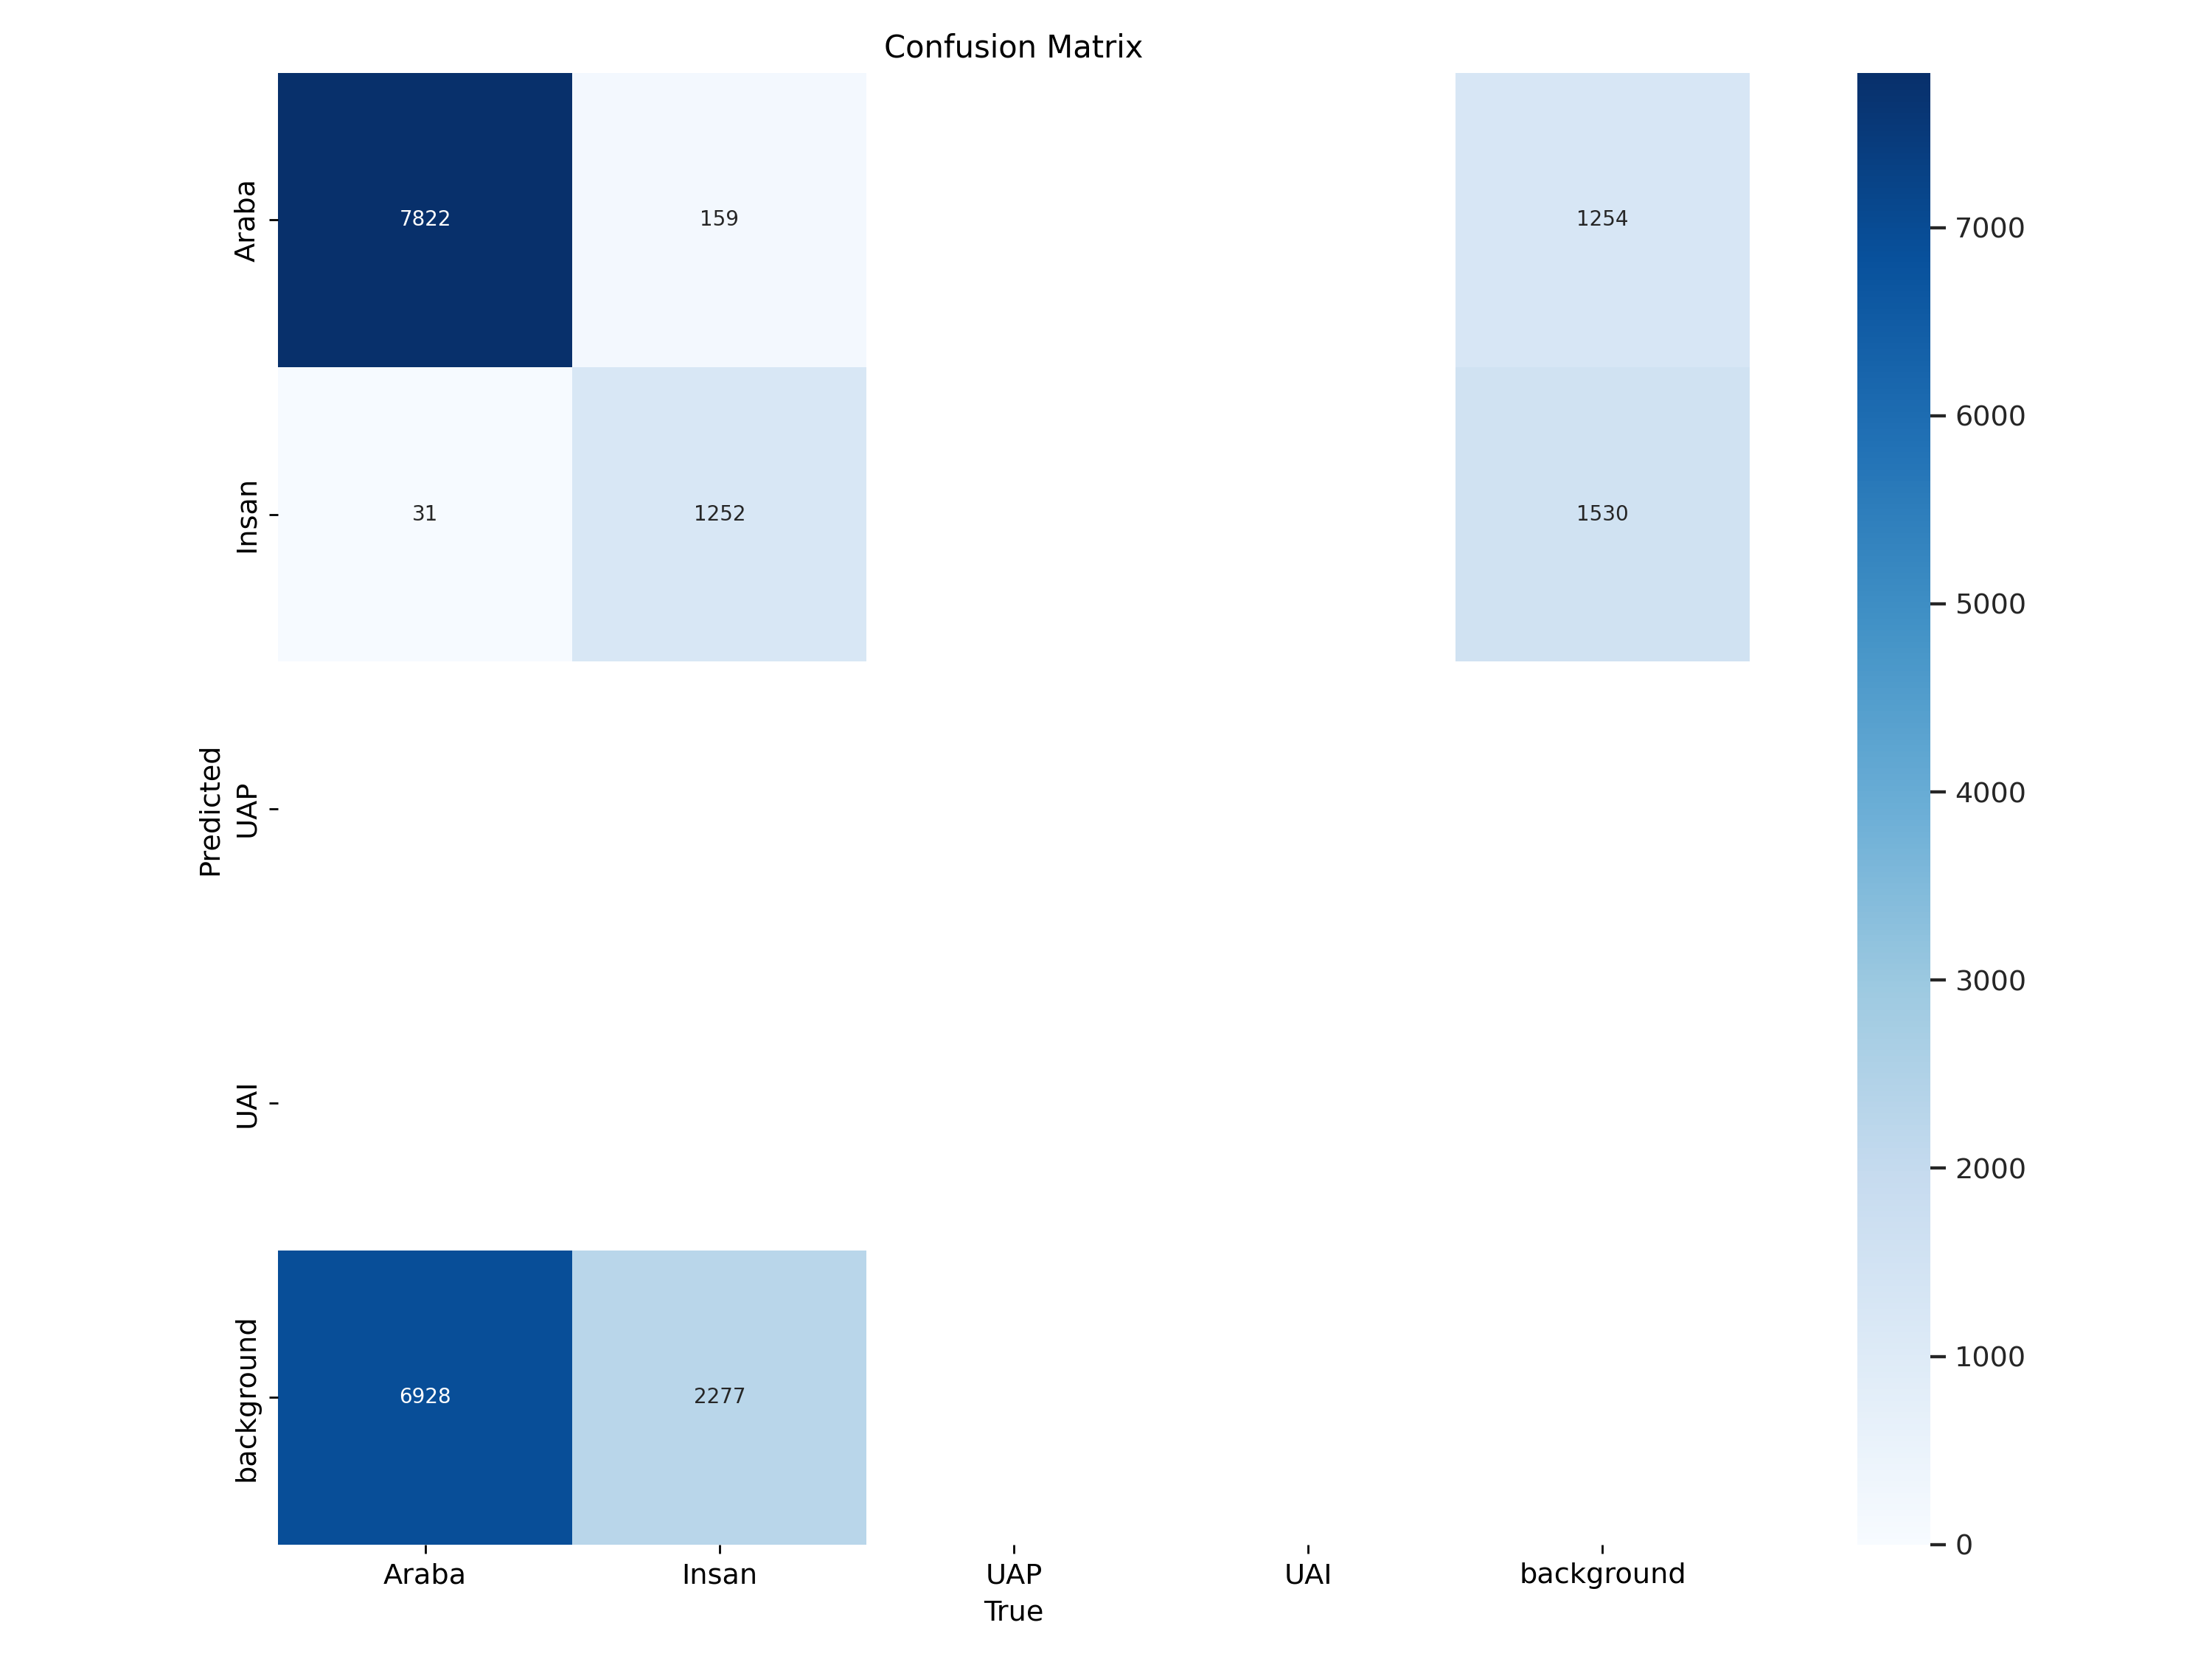 Confusion Matrix
Araba
7822
159
1254
7000
6000
Insan
31
1252
1530
5000
4000
Predicted
UAP
3000
UAI
2000
1000
background
6928
2277
0
Araba
Insan
UAP
UAI
background
True